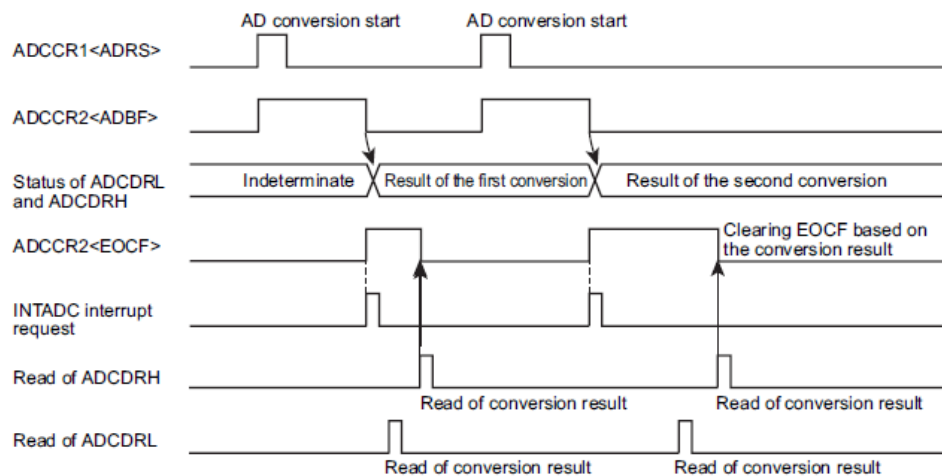 AD conversion start
AD conversion start
ADCCR1<ADRS>
ADCCR2<ADBF>
Status of ADCDRL
and ADCDRH
Indeterminate
Result of the first conversion
Result of the second conversion
ADCCR2<EOCF>
Clearing EOCF based on
the conversion result
INTADC interrupt
request
Read of ADCDRH
Read of conversion result
Read of conversion result
Read of ADCDRL
Read of conversion result
Read of conversion result